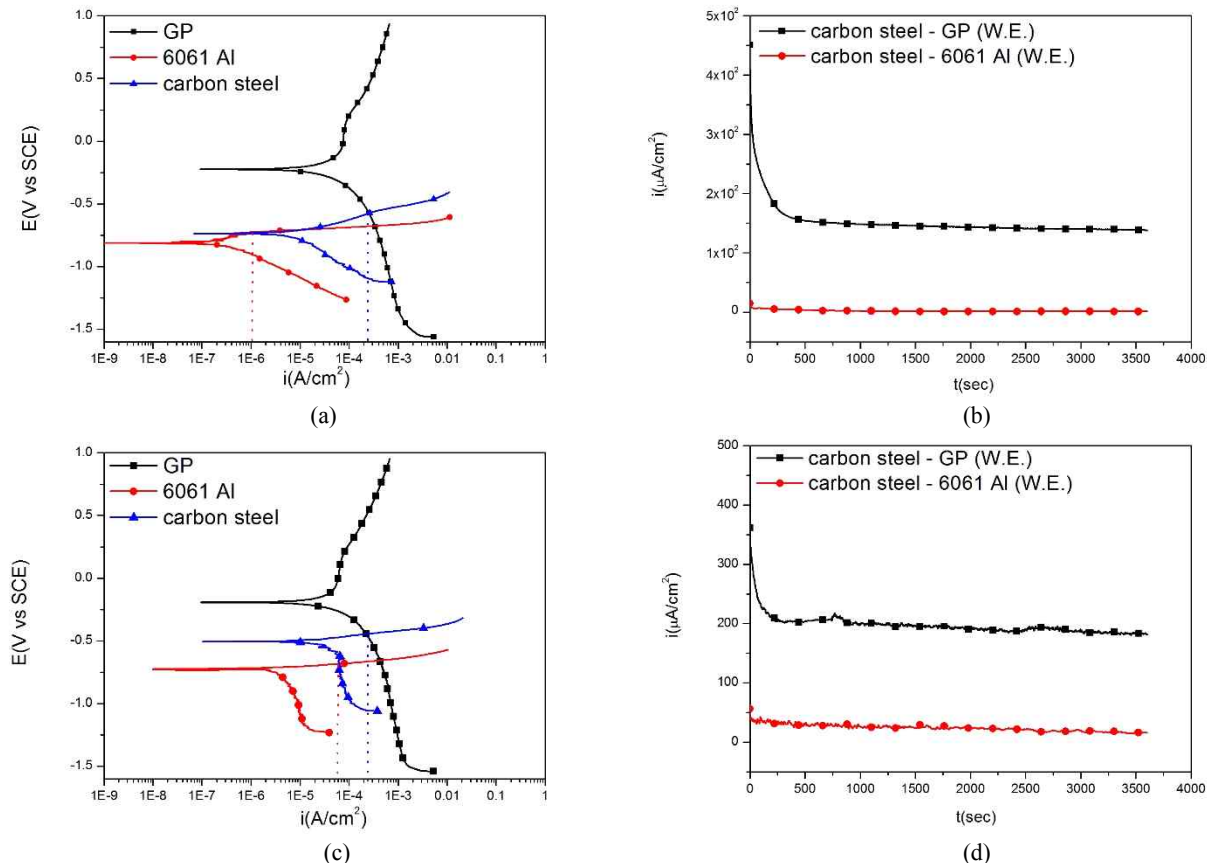 GP
6061 Al
carbon steel
1.0
0.5
0.0
-0.5
-1.0
-1.5
E(V vs SCE)
1E-9 1E-8 1E-7 1E-6 1E-5 1E-4 1E-3 0.01 0.1 1
i(A/cm²)
(a)
carbon steel - GP (W.E.)
carbon steel - 6061 Al (W.E.)
5x10²
4x10²
3x10²
2x10²
1x10²
0
i(μA/cm²)
0 500 1000 1500 2000 2500 3000 3500 4000
t(sec)
(b)
GP
6061 Al
carbon steel
1.0
0.5
0.0
-0.5
-1.0
-1.5
E(V vs SCE)
1E-9 1E-8 1E-7 1E-6 1E-5 1E-4 1E-3 0.01 0.1 1
i(A/cm²)
(c)
carbon steel - GP (W.E.)
carbon steel - 6061 Al (W.E.)
500
400
300
200
100
0
i(μA/cm²)
0 500 1000 1500 2000 2500 3000 3500 4000
t(sec)
(d)